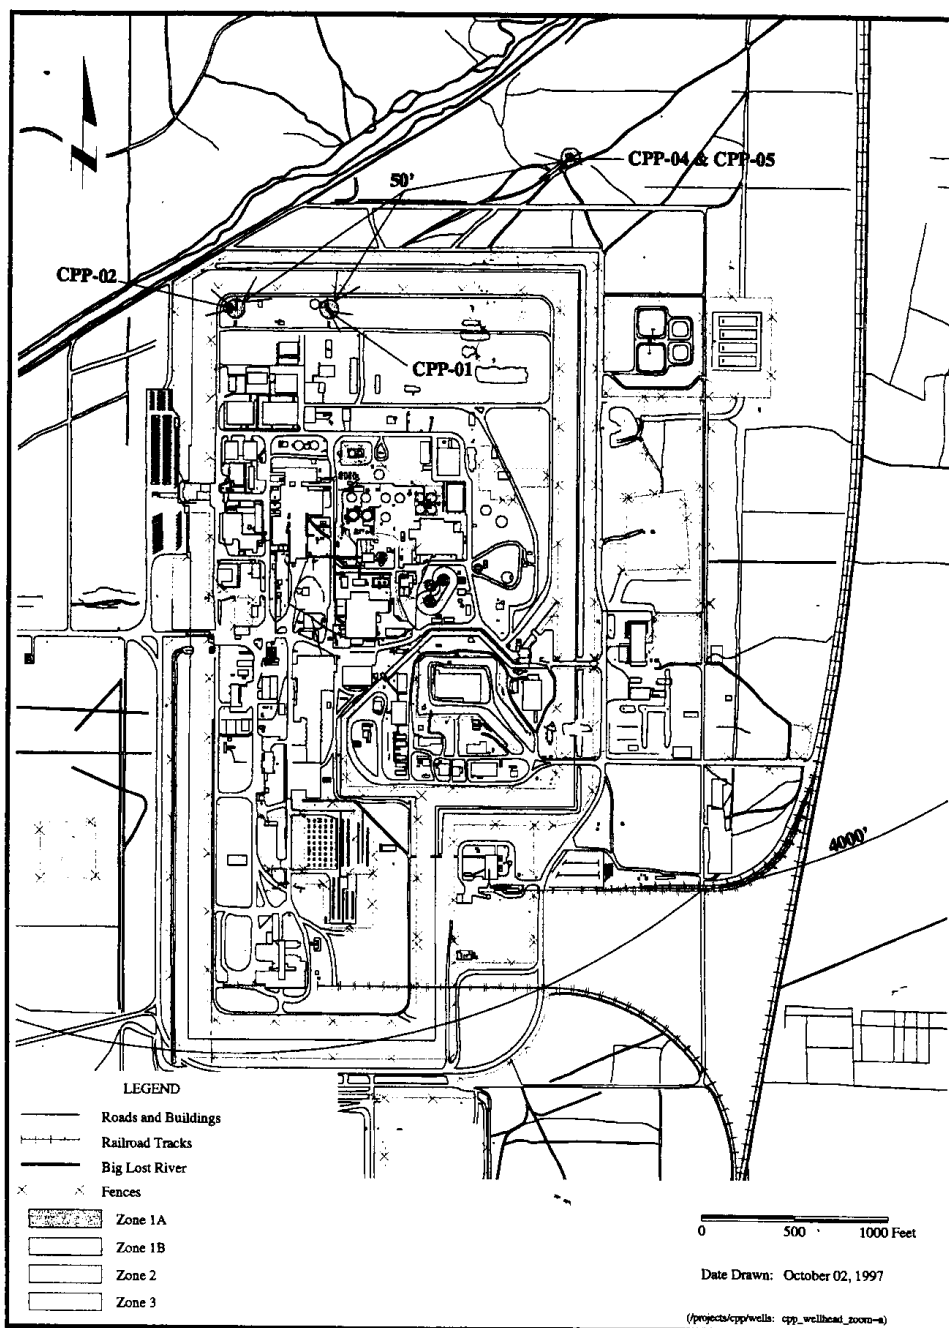 CPP-04 & CPP-05
50'
CPP-02
CPP-01
4000'
LEGEND
Roads and Buildings
Railroad Tracks
Big Lost River
Fences
Zone 1A
Zone 1B
Zone 2
Zone 3
0 500 1000 Feet
Date Drawn: October 02, 1997
(/projects/cpp/wells: cpp_wellhead_zoom-a)